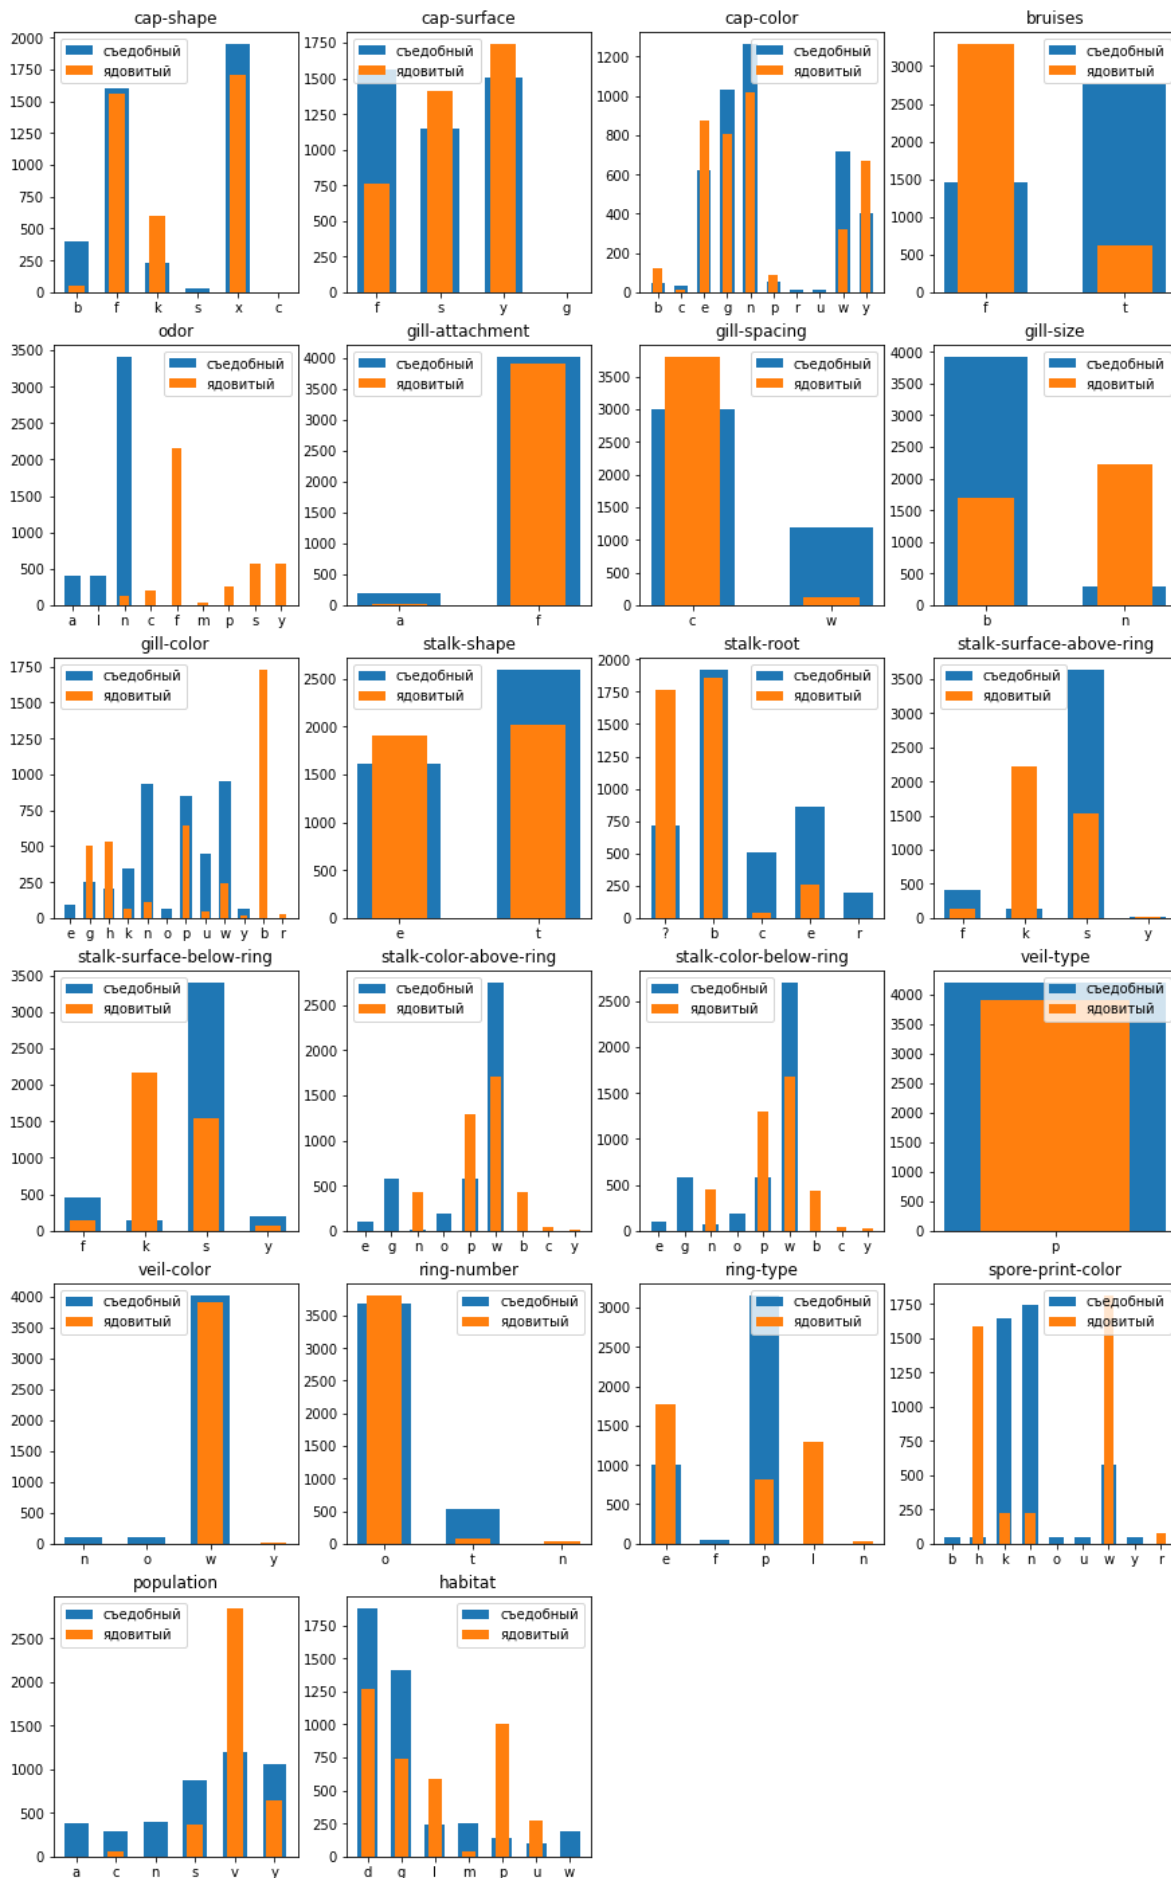 cap-shape
cap-surface
cap-color
bruises
2000
1750
1500
1250
1000
750
500
250
0
съедобный
ядовитый
b f k s x c
1750
1500
1250
1000
750
500
250
0
съедобный
ядовитый
f s y g
1200
1000
800
600
400
200
0
съедобный
ядовитый
b c e g n p r u w y
3000
2500
2000
1500
1000
500
0
съедобный
ядовитый
f t
odor
gill-attachment
gill-spacing
gill-size
3500
3000
2500
2000
1500
1000
500
0
съедобный
ядовитый
a l n c f m p s y
4000
3500
3000
2500
2000
1500
1000
500
0
съедобный
ядовитый
a f
3500
3000
2500
2000
1500
1000
500
0
съедобный
ядовитый
c w
4000
3500
3000
2500
2000
1500
1000
500
0
съедобный
ядовитый
b n
gill-color
stalk-shape
stalk-root
stalk-surface-above-ring
1750
1500
1250
1000
750
500
250
0
съедобный
ядовитый
e g h k n o p u w y b r
2500
2000
1500
1000
500
0
съедобный
ядовитый
e t
2000
1750
1500
1250
1000
750
500
250
0
съедобный
ядовитый
? b c e r
3500
3000
2500
2000
1500
1000
500
0
съедобный
ядовитый
f k s y
stalk-surface-below-ring
stalk-color-above-ring
stalk-color-below-ring
veil-type
3500
3000
2500
2000
1500
1000
500
0
съедобный
ядовитый
f k s y
2500
2000
1500
1000
500
0
съедобный
ядовитый
e g n o p w b c y
2500
2000
1500
1000
500
0
съедобный
ядовитый
e g n o p w b c y
4000
3500
3000
2500
2000
1500
1000
500
0
съедобный
ядовитый
p
veil-color
ring-number
ring-type
spore-print-color
4000
3500
3000
2500
2000
1500
1000
500
0
съедобный
ядовитый
n o w y
3500
3000
2500
2000
1500
1000
500
0
съедобный
ядовитый
o t n
3000
2500
2000
1500
1000
500
0
съедобный
ядовитый
e f p l n
1750
1500
1250
1000
750
500
250
0
съедобный
ядовитый
b h k n o u w y r
population
habitat
2500
2000
1500
1000
500
0
съедобный
ядовитый
a c n s v y
1750
1500
1250
1000
750
500
250
0
съедобный
ядовитый
d g l m p u w